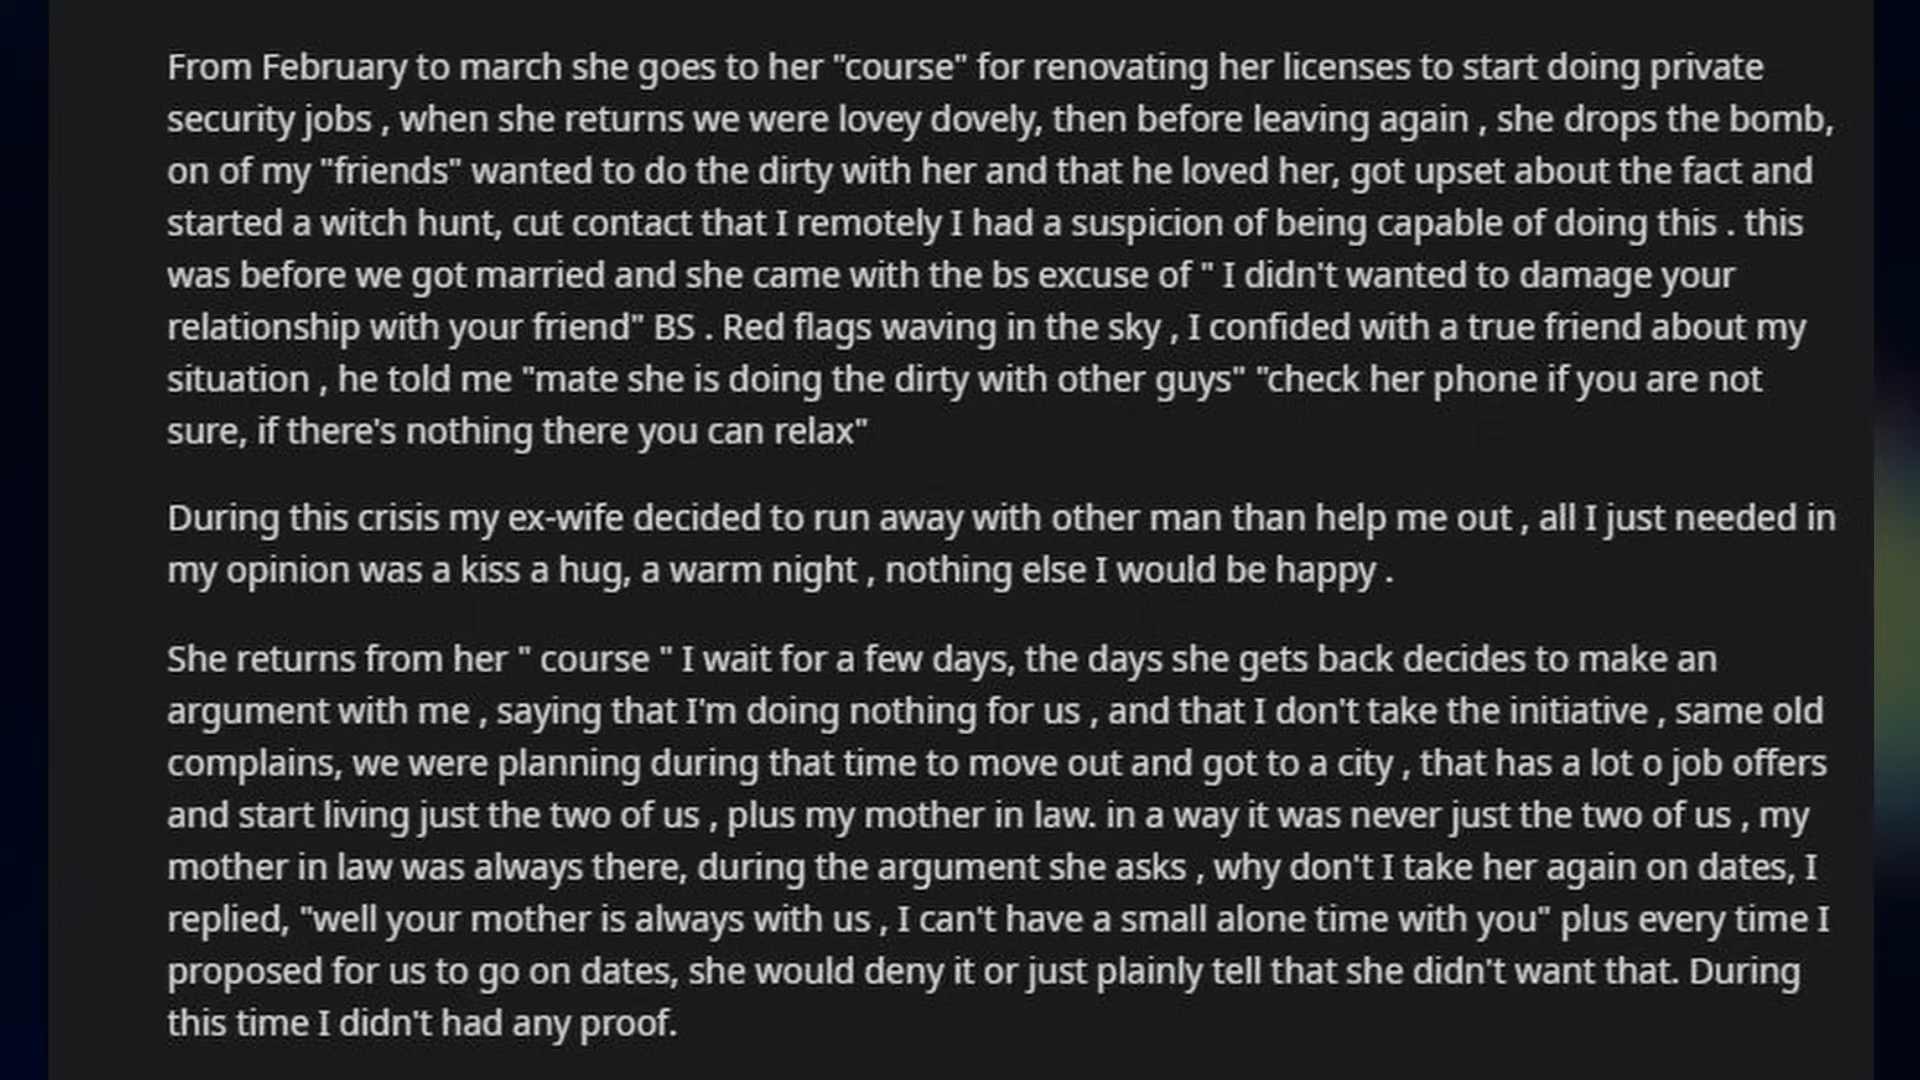 From February to march she goes to her "course" for renovating her licenses to start doing private
security jobs , when she returns we were lovey dovely, then before leaving again , she drops the bomb,
on of my "friends" wanted to do the dirty with her and that he loved her, got upset about the fact and
started a witch hunt, cut contact that I remotely I had a suspicion of being capable of doing this . this
was before we got married and she came with the bs excuse of " I didn't wanted to damage your
relationship with your friend" BS . Red flags waving in the sky , I confided with a true friend about my
situation , he told me "mate she is doing the dirty with other guys" "check her phone if you are not
sure, if there's nothing there you can relax"
During this crisis my ex-wife decided to run away with other man than help me out , all I just needed in
my opinion was a kiss a hug, a warm night , nothing else I would be happy .
She returns from her " course " I wait for a few days, the days she gets back decides to make an
argument with me , saying that I'm doing nothing for us , and that I don't take the initiative , same old
complains, we were planning during that time to move out and got to a city , that has a lot o job offers
and start living just the two of us , plus my mother in law. in a way it was never just the two of us , my
mother in law was always there, during the argument she asks , why don't I take her again on dates, I
replied, "well your mother is always with us , I can't have a small alone time with you" plus every time I
proposed for us to go on dates, she would deny it or just plainly tell that she didn't want that. During
this time I didn't had any proof.